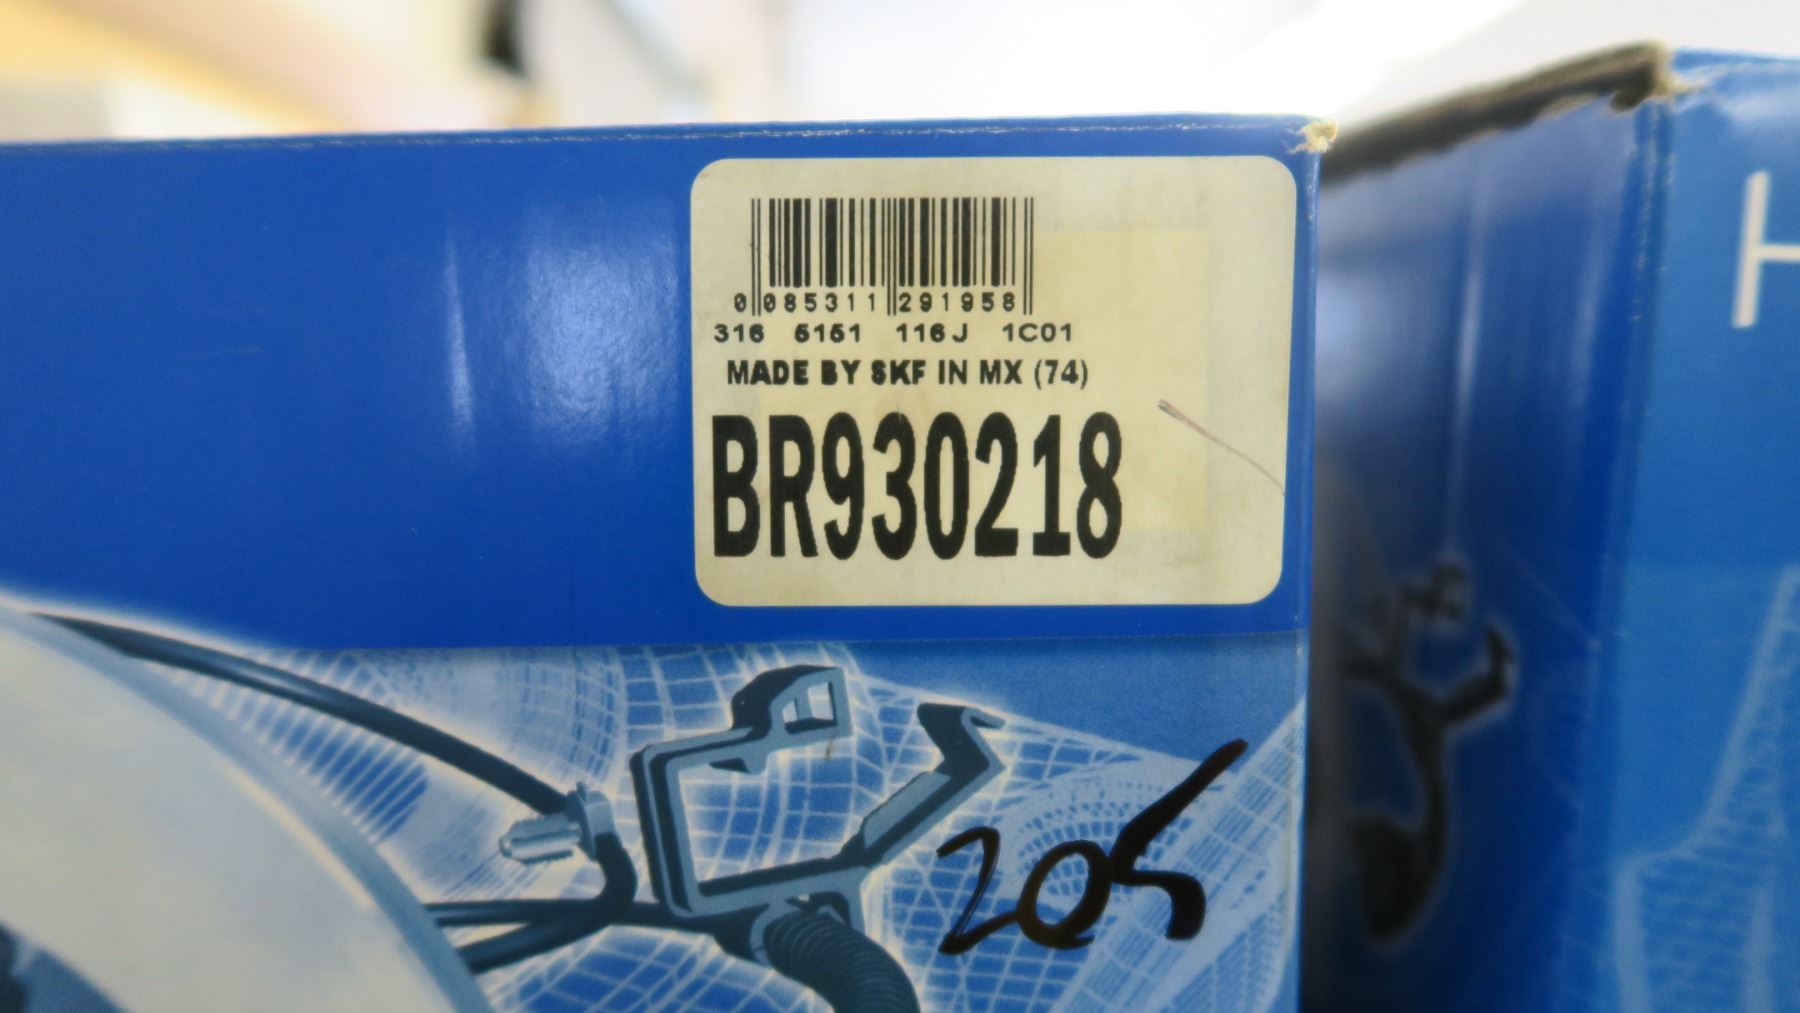 0 085311 291958
316 5151 116J 1C01
MADE BY SKF IN MX (74)
BR930218
205
H